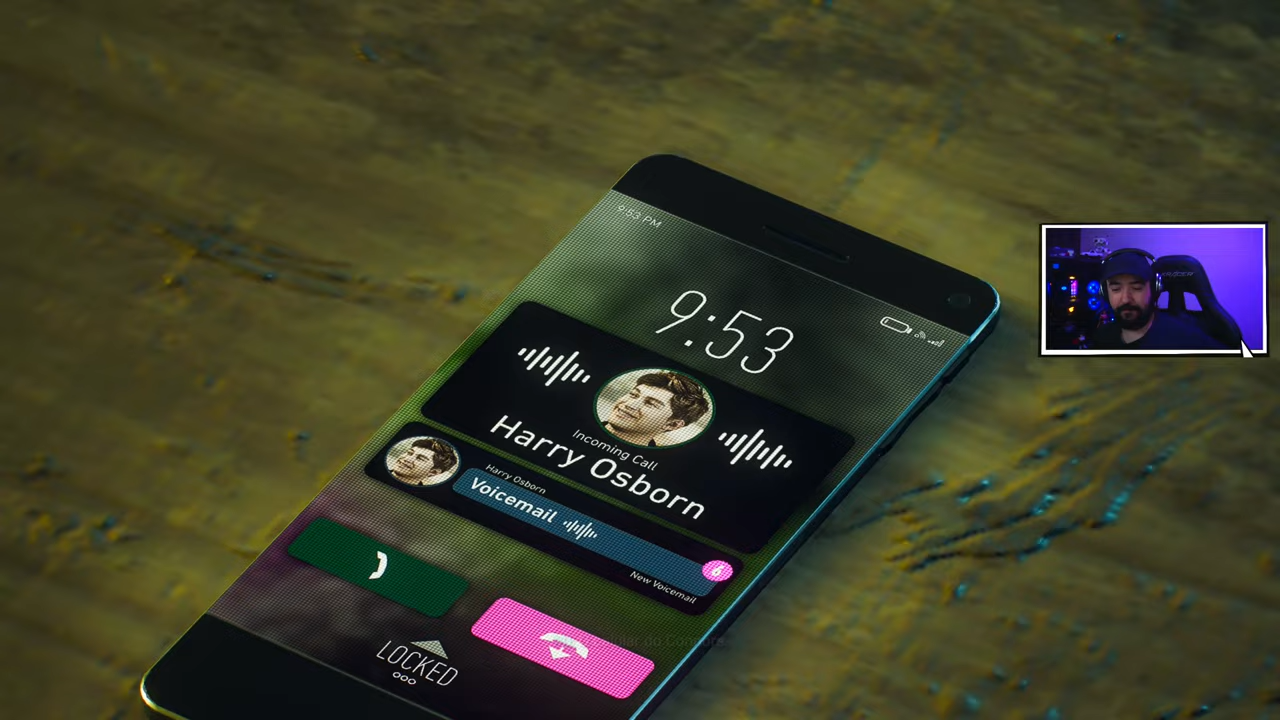 9:53 PM
9:53
Incoming Call
Harry Osborn
Harry Osborn
Voicemail
6
New Voicemail
LOCKED